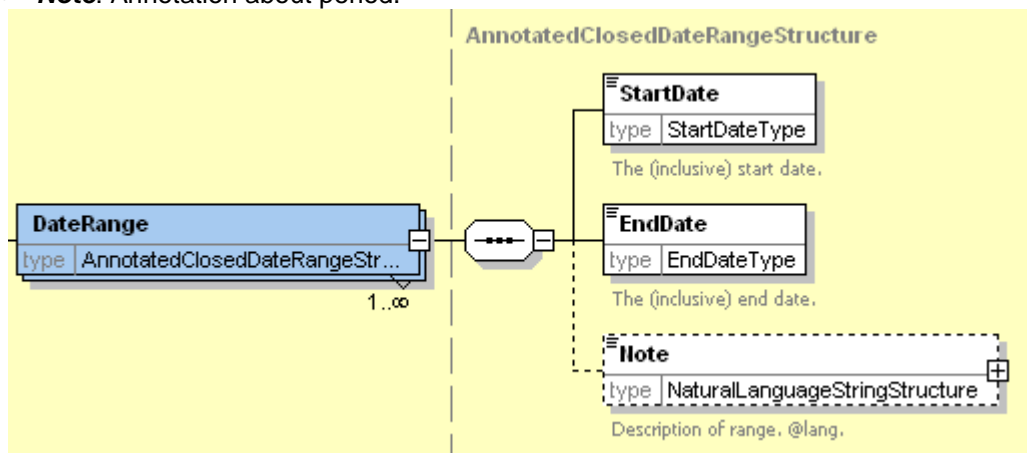 Note: Annotation about period.
AnnotatedClosedDateRangeStructure
StartDate
type StartDateType
The (inclusive) start date.
DateRange
type AnnotatedClosedDateRangeStr...
1..∞
EndDate
type EndDateType
The (inclusive) end date.
Note
type NaturalLanguageStringStructure
Description of range. @lang.